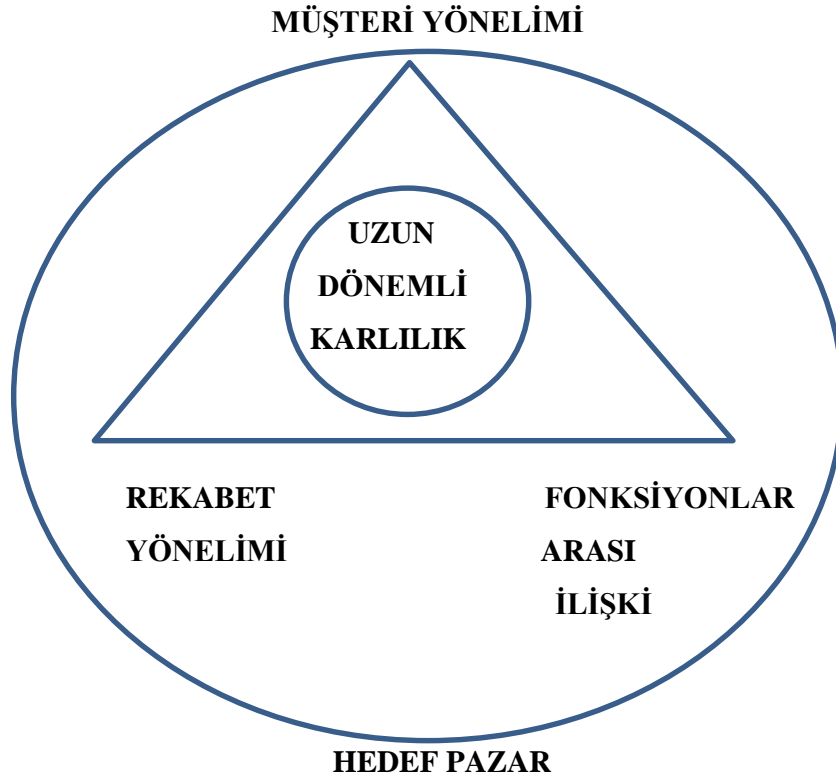 MÜŞTERİ YÖNELİMİ
UZUN
DÖNEMLİ
KARLILIK
REKABET
YÖNELİMİ
FONKSİYONLAR
ARASI
İLİŞKİ
HEDEF PAZAR